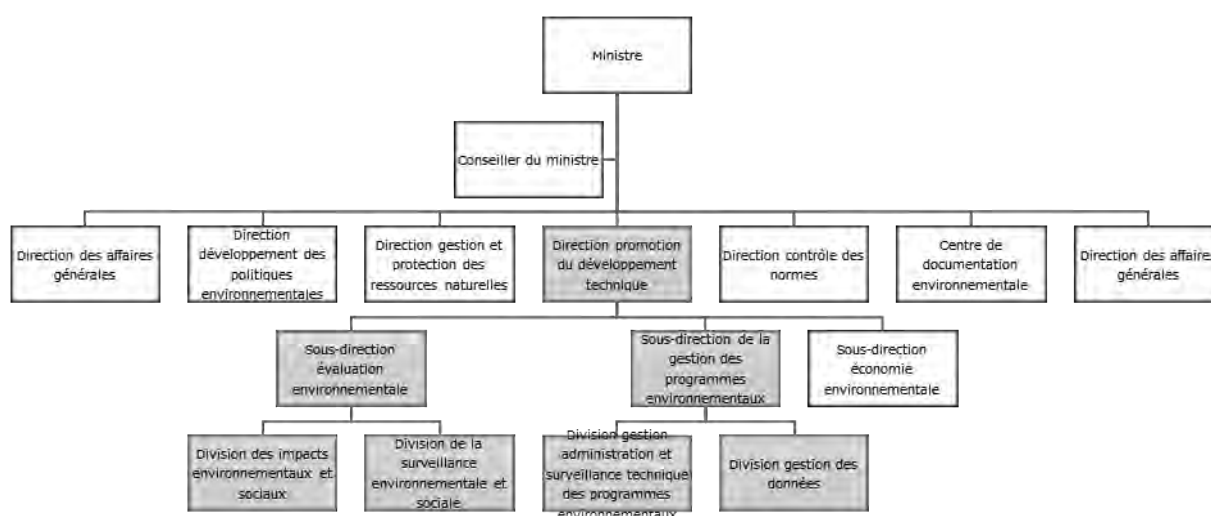 Ministre
Conseiller du ministre
Direction des affaires
générales
Direction
développement des
politiques
environnementales
Direction gestion et
protection des
ressources naturelles
Direction promotion
du développement
technique
Direction contrôle des
normes
Centre de
documentation
environnementale
Direction des affaires
générales
Sous-direction
évaluation
environnementale
Sous-direction de la
gestion des
programmes
environnementaux
Sous-direction
économie
environnementale
Division des impacts
environnementaux et
sociaux
Division de la
surveillance
environnementale et
sociale
Division gestion
administration et
surveillance technique
des programmes
environnementaux
Division gestion des
données